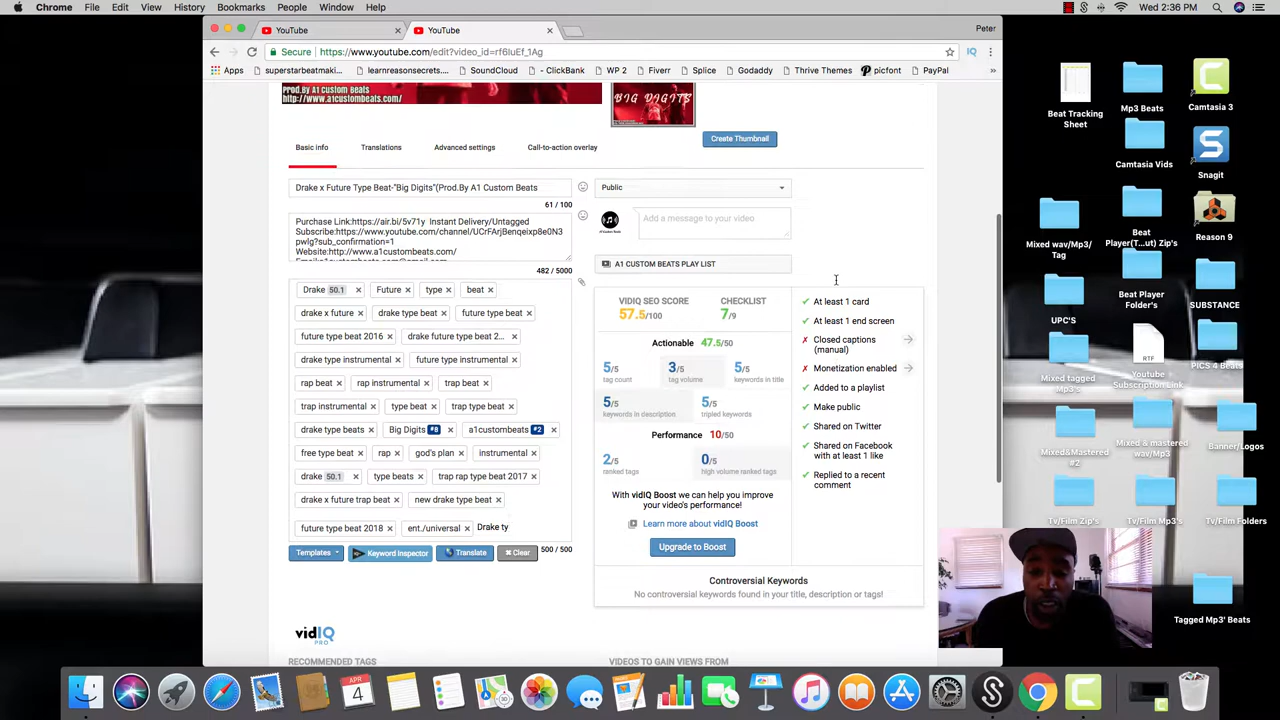 Chrome File Edit View History Bookmarks People Window Help
Wed 2:36 PM
YouTube
YouTube
Peter
Secure https://www.youtube.com/edit?video_id=rf6IuEf_1Ag
Apps superstarbeatmaki... learnreasonsecrets.... SoundCloud - ClickBank WP 2 Fiverr Splice Godaddy Thrive Themes picfont PayPal »
Prod.By A1 Custom Beats
http://www.a1custombeats.com/
BIG DIGITS
Create Thumbnail
Basic info Translations Advanced settings Call-to-action overlay
Drake x Future Type Beat-"Big Digits"(Prod.By A1 Custom Beats
61 / 100
Public
Purchase Link:https://air.bi/5v71y Instant Delivery/Untagged
Subscribe:https://www.youtube.com/channel/UCrFArjBenqeixp8e0N3
pwIg?sub_confirmation=1
Website:http://www.a1custombeats.com/
482 / 5000
Add a message to your video
A1 CUSTOM BEATS PLAY LIST
Drake 50.1 × Future × type × beat ×
drake x future × drake type beat × future type beat ×
future type beat 2016 × drake future type beat 2... ×
drake type instrumental × future type instrumental ×
rap beat × rap instrumental × trap beat ×
trap instrumental × type beat × trap type beat ×
drake type beats × Big Digits #8 × a1custombeats #2 ×
free type beat × rap × god's plan × instrumental ×
drake 50.1 × type beats × trap rap type beat 2017 ×
drake x future trap beat × new drake type beat ×
future type beat 2018 × ent./universal × Drake ty
500 / 500
Templates Keyword Inspector Translate × Clear
VIDIQ SEO SCORE
57.5/100
CHECKLIST
7/9
Actionable 47.5/50
5/5
tag count
3/5
tag volume
5/5
keywords in title
5/5
keywords in description
5/5
tripled keywords
Performance 10/50
2/5
ranked tags
0/5
high volume ranked tags
With vidIQ Boost we can help you improve
your video's performance!
Learn more about vidIQ Boost
Upgrade to Boost
✓ At least 1 card
✓ At least 1 end screen
✗ Closed captions
(manual)
✗ Monetization enabled
✓ Added to a playlist
✓ Make public
✓ Shared on Twitter
✓ Shared on Facebook
with at least 1 like
✓ Replied to a recent
comment
Controversial Keywords
No controversial keywords found in your title, description or tags!
vidIQ
PRO
RECOMMENDED TAGS
VIDEOS TO GAIN VIEWS FROM
Beat Tracking
Sheet
Mp3 Beats
Camtasia 3
Camtasia Vids
Snagit
Mixed wav/Mp3/
Tag
Beat
Player(T...ut) Zip's
Reason 9
UPC'S
Beat Player
Folder's
SUBSTANCE
Mixed tagged
Mp3's
RTF
Youtube
Subscription Link
PICS 4 Beats
Mixed&Mastered
#2
Mixed & mastered
wav/Mp3
Banner/Logos
Tv/Film Zip's
Tv/Film Mp3's
Tv/Film Folders
Tagged Mp3' Beats
APR
4